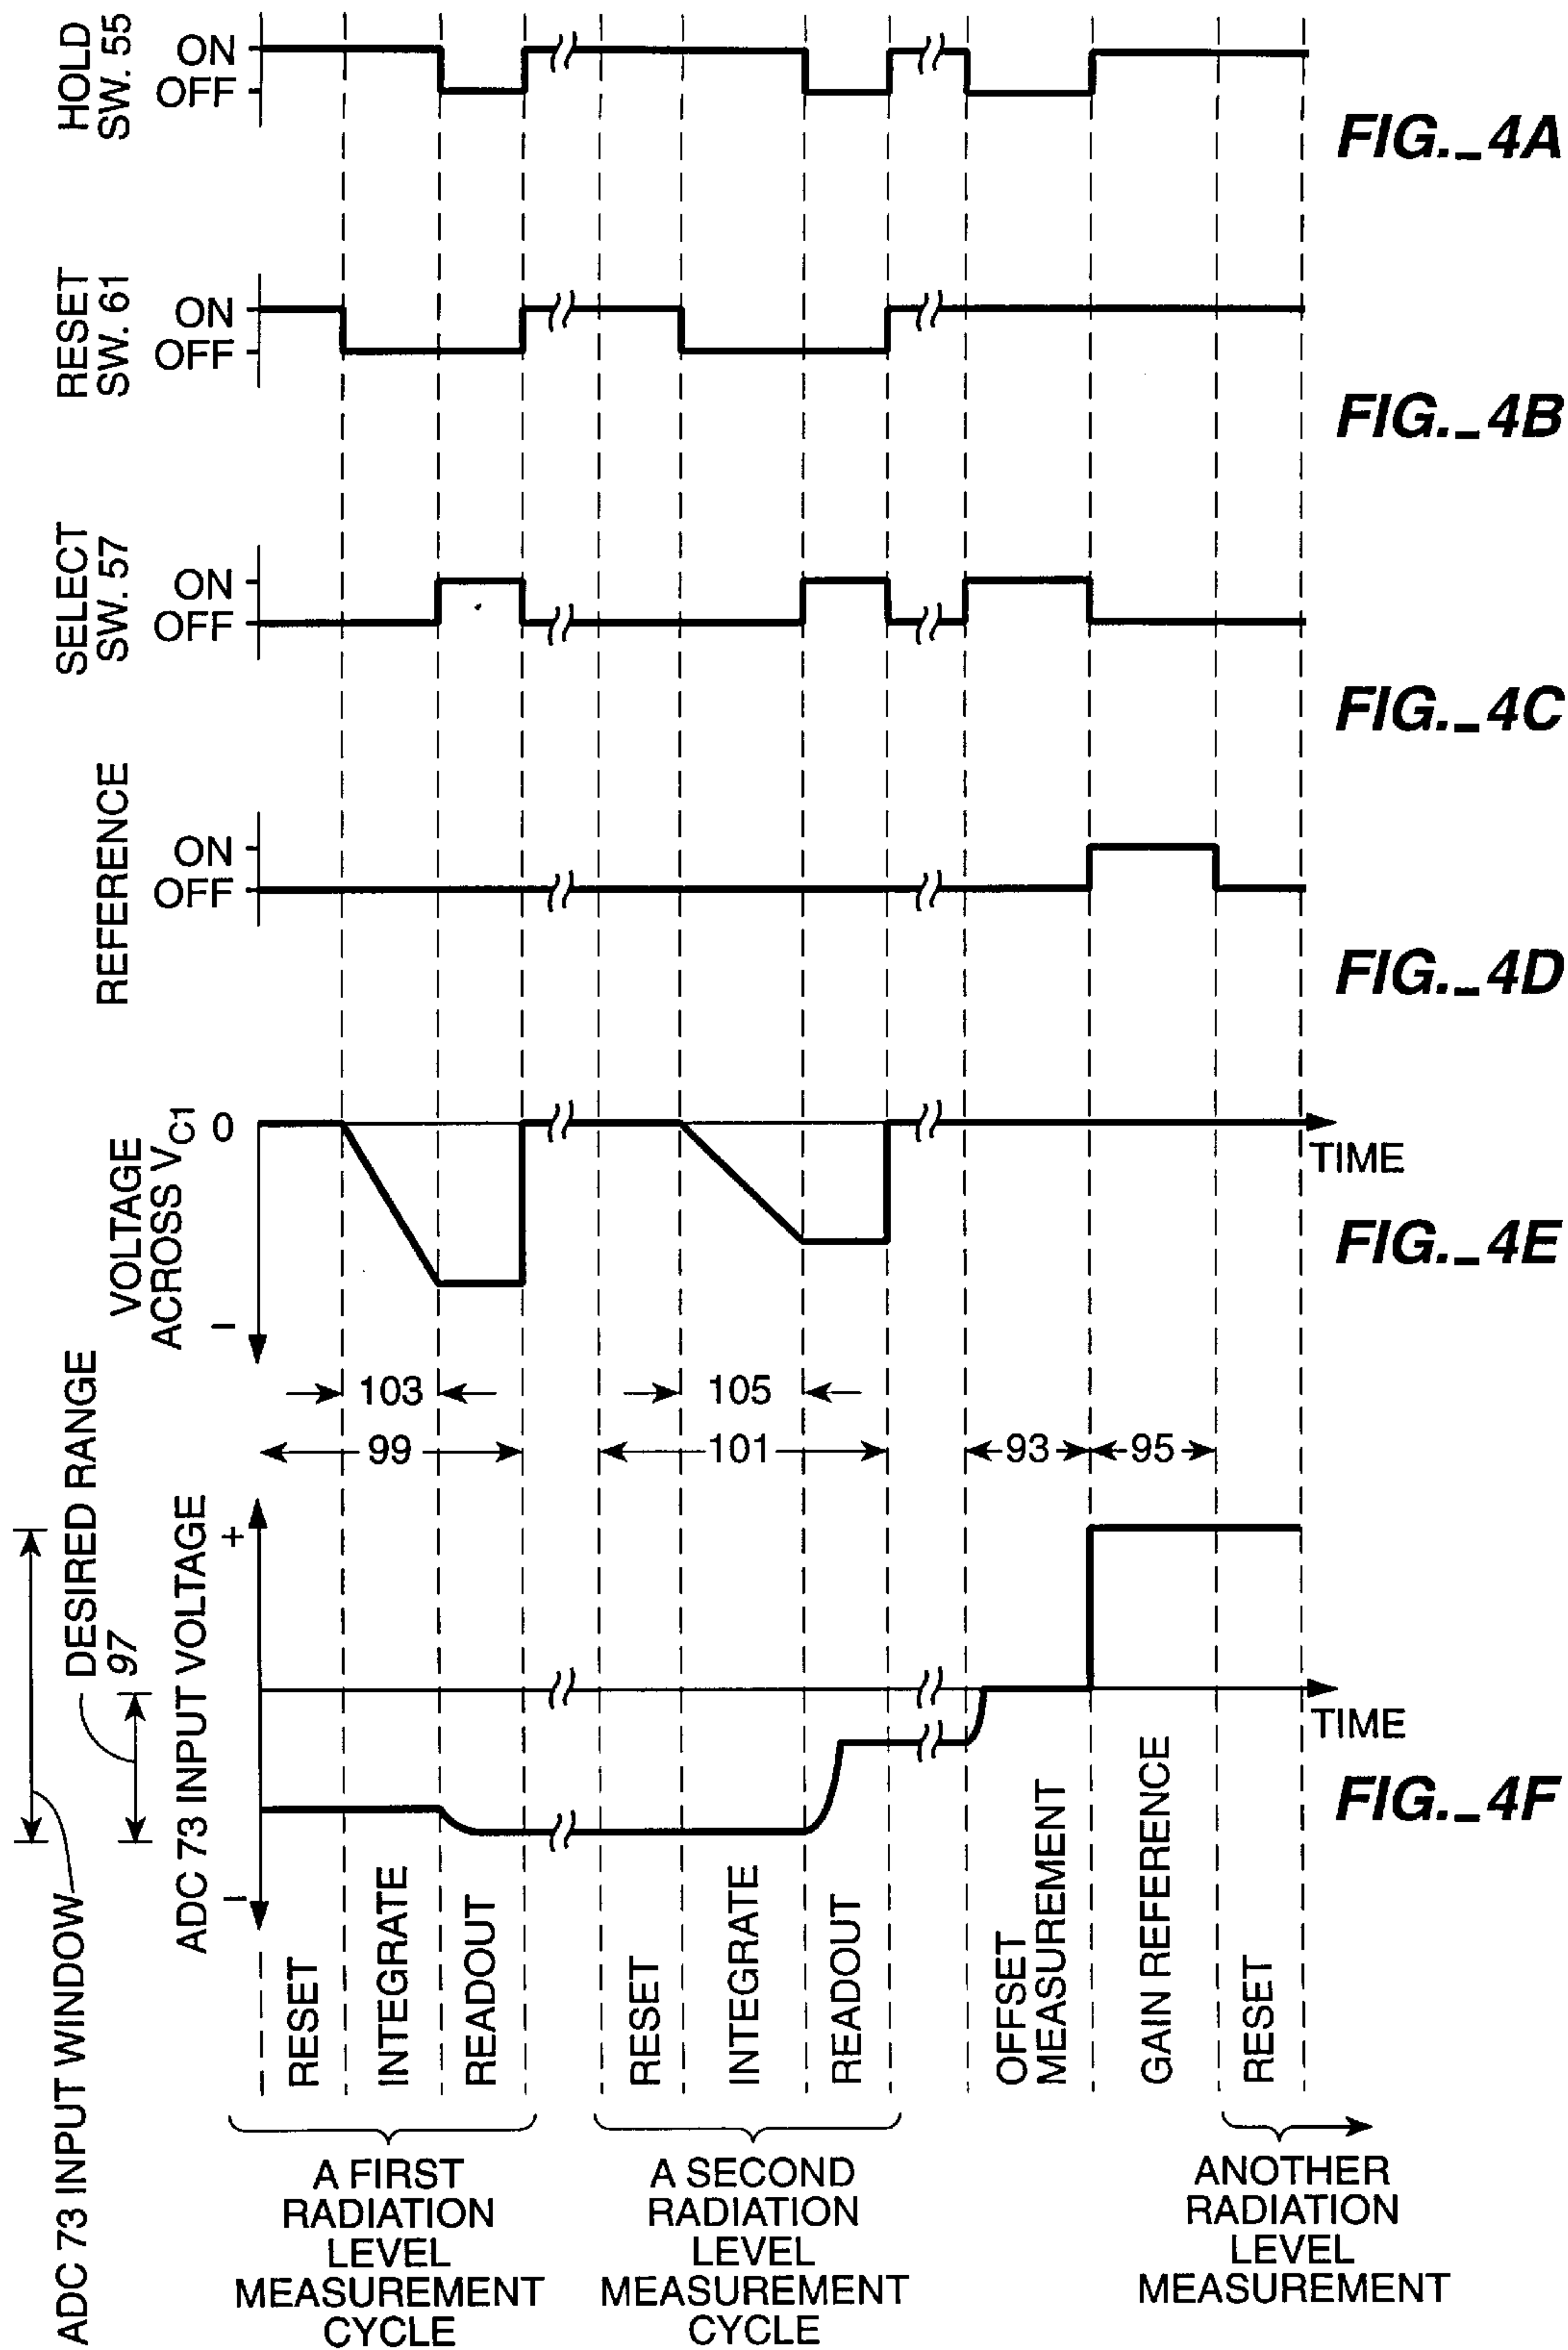 HOLD
SW. 55
ON
OFF
FIG._4A
RESET
SW. 61
ON
OFF
FIG._4B
SELECT
SW. 57
ON
OFF
FIG._4C
REFERENCE
ON
OFF
FIG._4D
VOLTAGE
ACROSS VC1
0
–
TIME
FIG._4E
103
105
99
101
93
95
ADC 73 INPUT WINDOW
DESIRED RANGE
97
ADC 73 INPUT VOLTAGE
+
–
TIME
FIG._4F
RESET
INTEGRATE
READOUT
RESET
INTEGRATE
READOUT
OFFSET
MEASUREMENT
GAIN REFERENCE
RESET
A FIRST
RADIATION
LEVEL
MEASUREMENT
CYCLE
A SECOND
RADIATION
LEVEL
MEASUREMENT
CYCLE
ANOTHER
RADIATION
LEVEL
MEASUREMENT